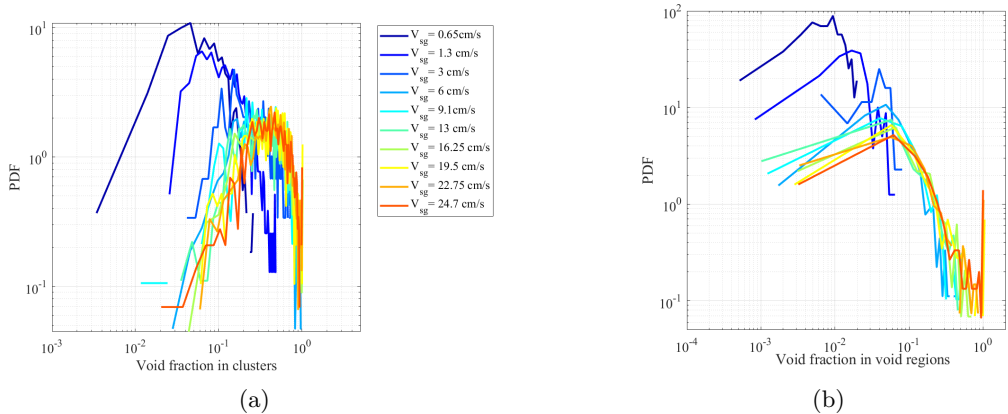 10^1
10^0
10^-1
PDF
10^-3
10^-2
10^-1
10^0
Void fraction in clusters
(a)
V_sg= 0.65cm/s
V_sg= 1.3 cm/s
V_sg= 3 cm/s
V_sg= 6 cm/s
V_sg= 9.1cm/s
V_sg= 13 cm/s
V_sg= 16.25 cm/s
V_sg= 19.5 cm/s
V_sg= 22.75 cm/s
V_sg= 24.7 cm/s
10^2
10^1
10^0
10^-1
PDF
10^-4
10^-3
10^-2
10^-1
10^0
Void fraction in void regions
(b)